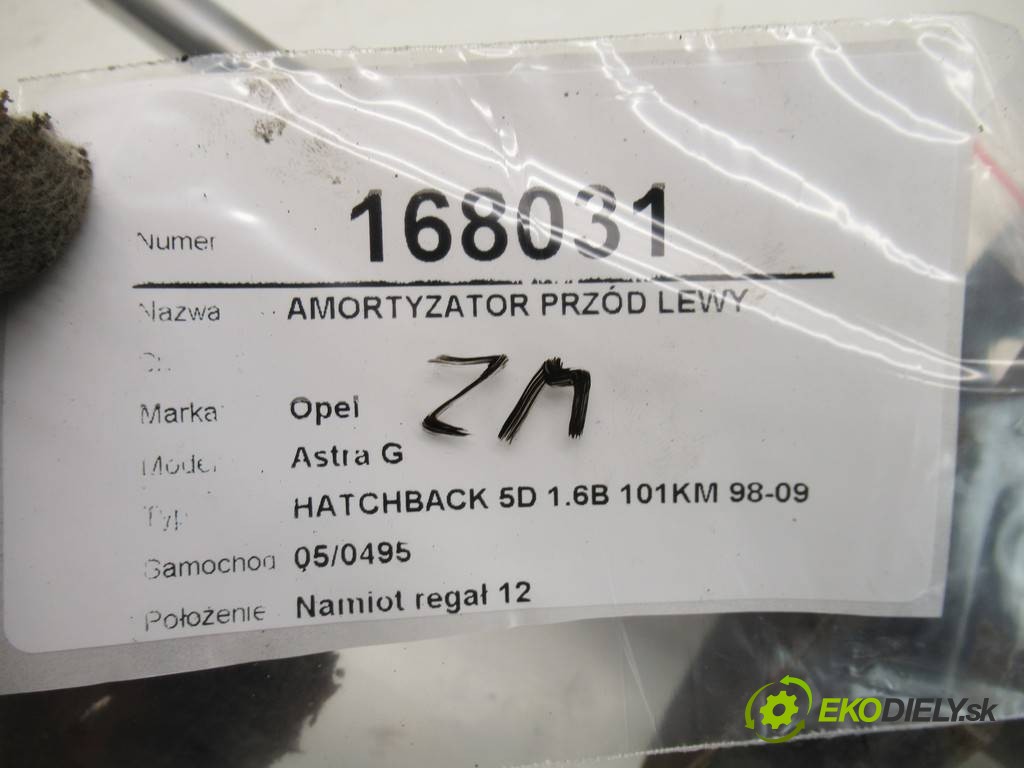 Numer 168031
Nazwa AMORTYZATOR PRZÓD LEWY
ZM
Marka Opel
Model Astra G
Typ HATCHBACK 5D 1.6B 101KM 98-09
Samochod 05/0495
Położenie Namiot regał 12
EKODIELY.sk